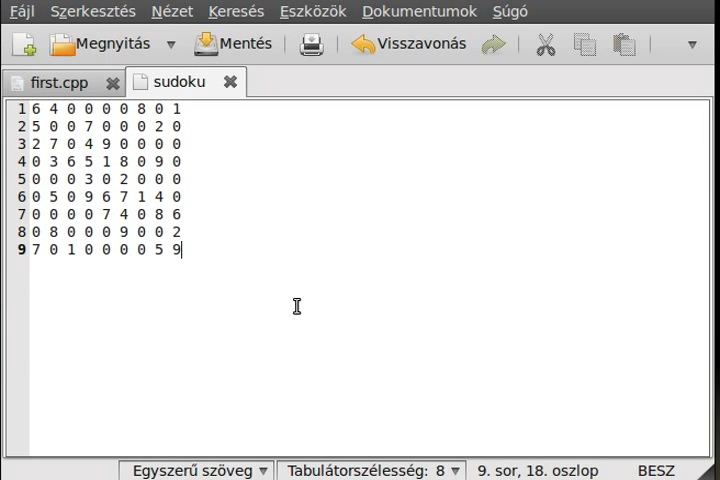 Fájl Szerkesztés Nézet Keresés Eszközök Dokumentumok Súgó
Megnyitás Mentés Visszavonás
first.cpp sudoku
1 6 4 0 0 0 0 8 0 1
2 5 0 0 7 0 0 0 2 0
3 2 7 0 4 9 0 0 0 0
4 0 3 6 5 1 8 0 9 0
5 0 0 0 3 0 2 0 0 0
6 0 5 0 9 6 7 1 4 0
7 0 0 0 0 7 4 0 8 6
8 0 8 0 0 0 9 0 0 2
9 7 0 1 0 0 0 0 5 9
Egyszerű szöveg Tabulátorszélesség: 8 9. sor, 18. oszlop BESZ